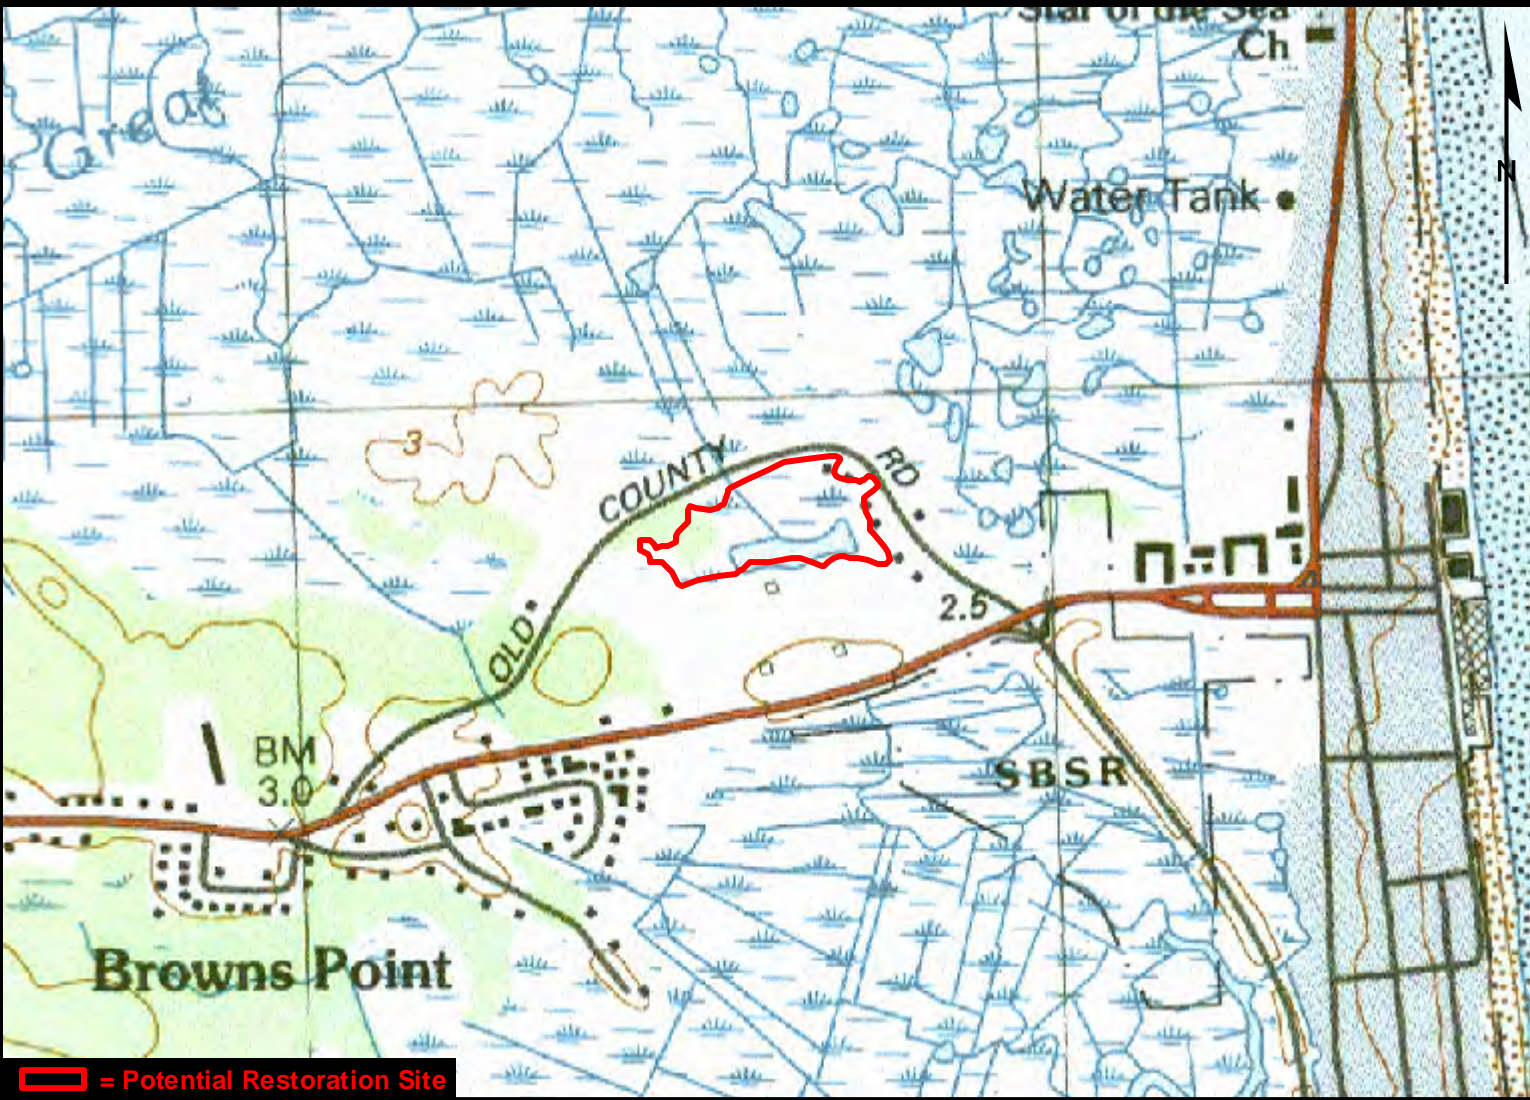 Star of the Sea
Ch
Great
N
Water Tank
3
COUNTY
RD
OLD
2.5
BM
3.0
SBSR
Browns Point
= Potential Restoration Site